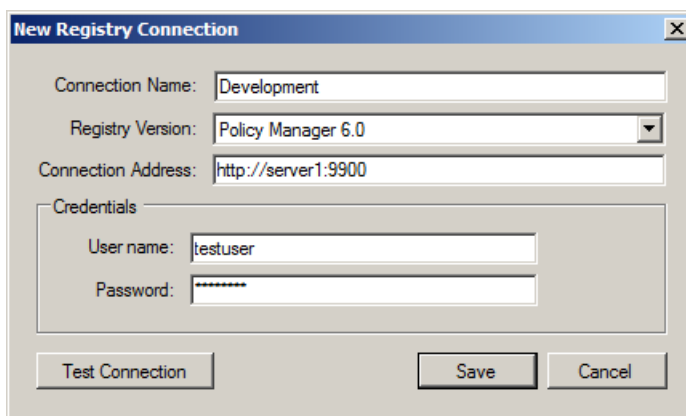 New Registry Connection
Connection Name: Development
Registry Version: Policy Manager 6.0
Connection Address: http://server1:9900
Credentials
User name: testuser
Password: ********
Test Connection Save Cancel